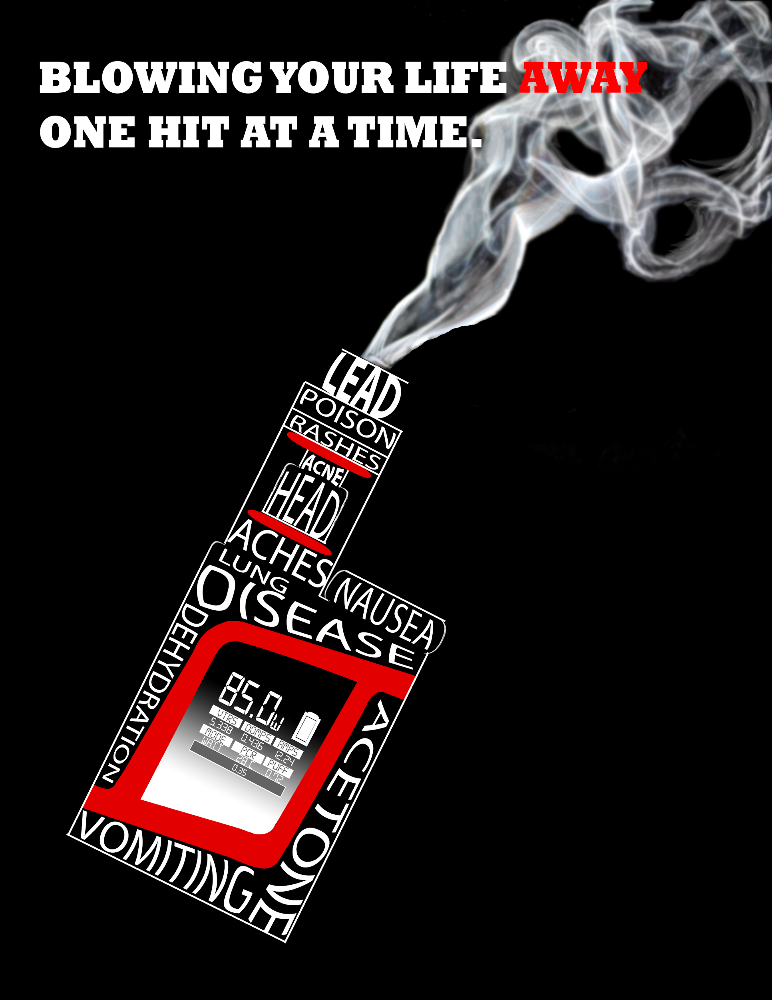 BLOWING YOUR LIFE AWAY
ONE HIT AT A TIME.
LEAD
POISON
RASHES
ACNE
HEAD
ACHES
LUNG
DISEASE
NAUSEA
DEHYDRATION
85.0W
VTRS OOMPS AMPS
5.338 0.436 12.24
MODE PCR PUFF
WATT 28C 0.72
0.35
ACETONE
VOMITING